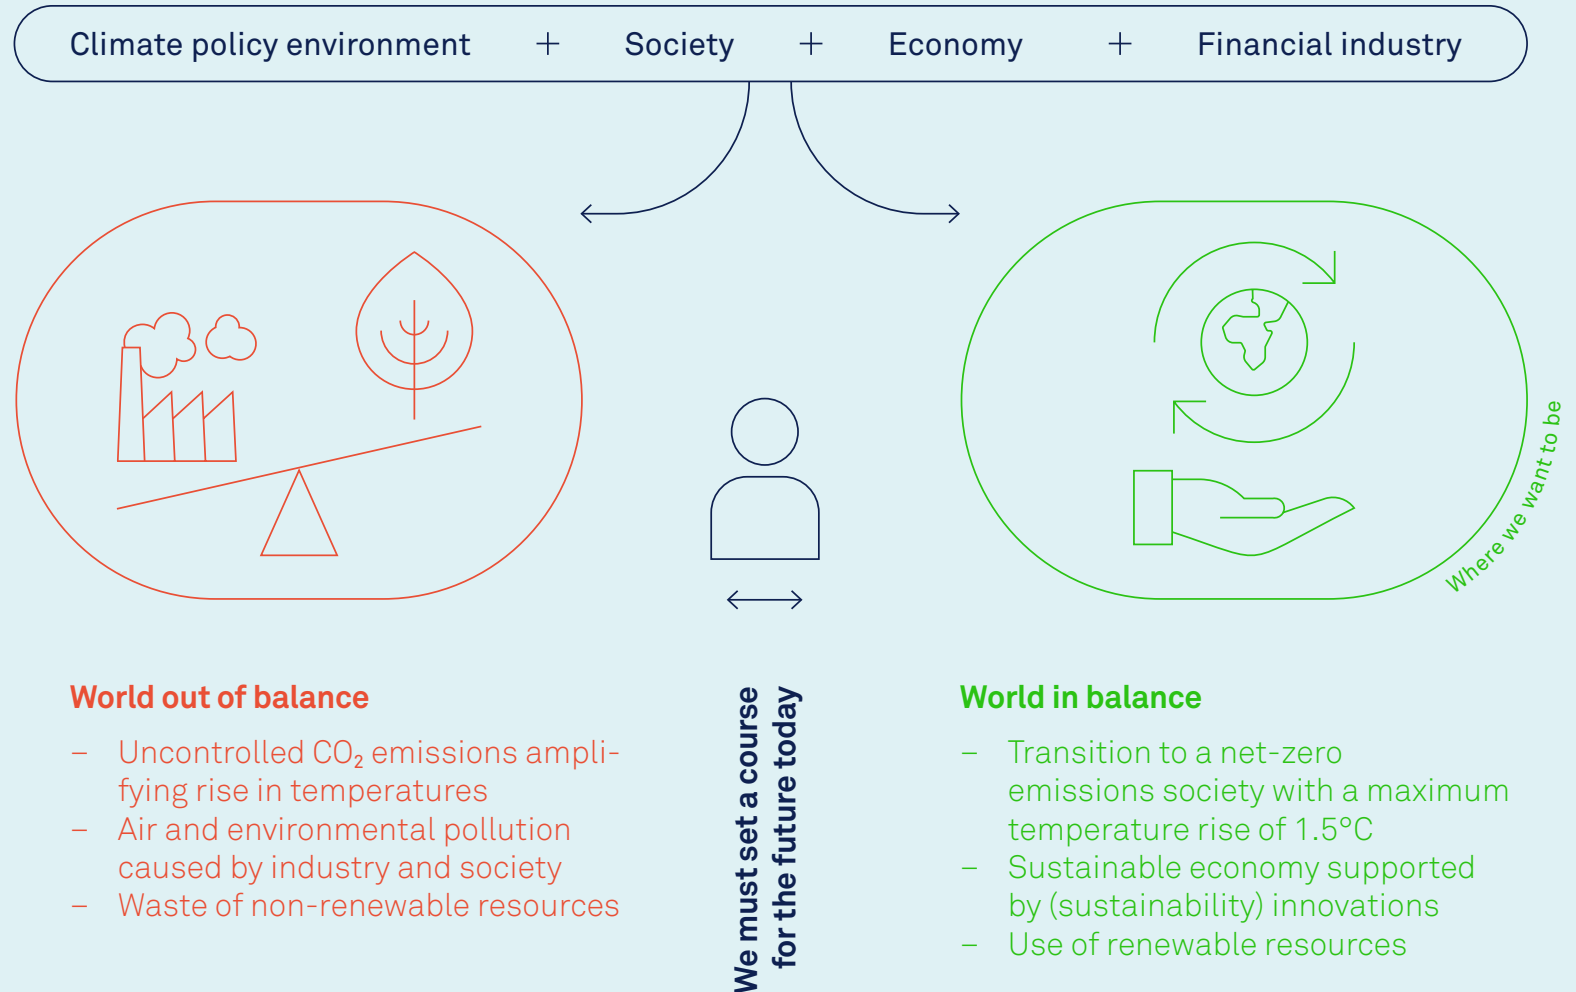 Climate policy environment + Society + Economy + Financial industry
Where we want to be
World out of balance
– Uncontrolled CO₂ emissions ampli-
fying rise in temperatures
– Air and environmental pollution
caused by industry and society
– Waste of non-renewable resources
We must set a course
for the future today
World in balance
– Transition to a net-zero
emissions society with a maximum
temperature rise of 1.5°C
– Sustainable economy supported
by (sustainability) innovations
– Use of renewable resources